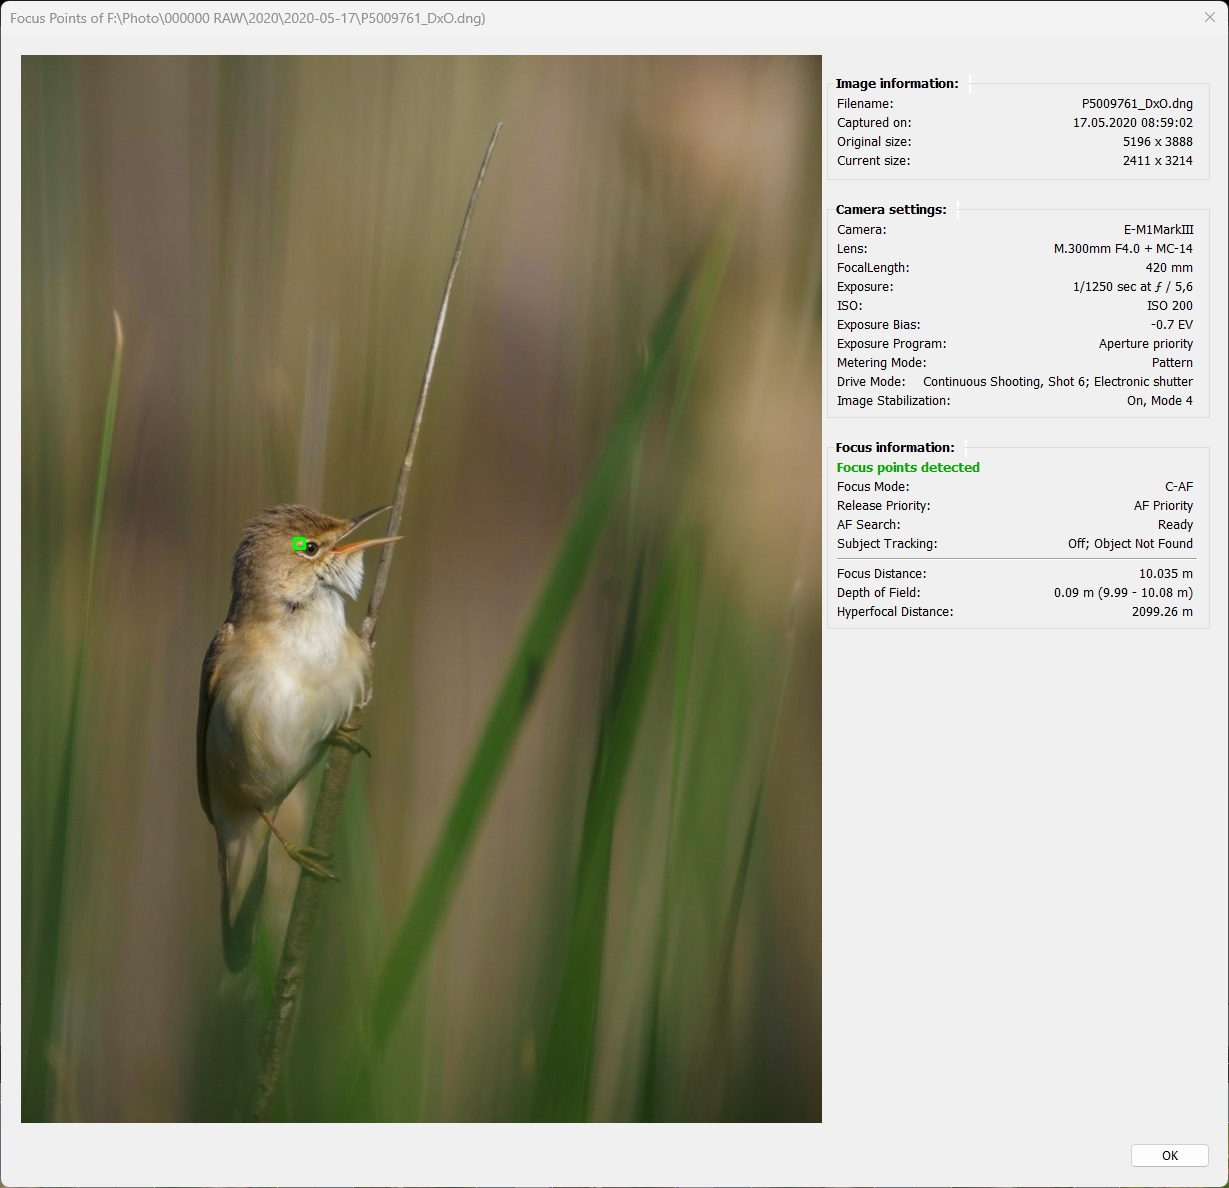 Focus Points of F:\Photo\000000 RAW\2020\2020-05-17\P5009761_DxO.dng)
Image information:
Filename: P5009761_DxO.dng
Captured on: 17.05.2020 08:59:02
Original size: 5196 x 3888
Current size: 2411 x 3214
Camera settings:
Camera: E-M1MarkIII
Lens: M.300mm F4.0 + MC-14
FocalLength: 420 mm
Exposure: 1/1250 sec at ƒ / 5,6
ISO: ISO 200
Exposure Bias: -0.7 EV
Exposure Program: Aperture priority
Metering Mode: Pattern
Drive Mode: Continuous Shooting, Shot 6; Electronic shutter
Image Stabilization: On, Mode 4
Focus information:
Focus points detected
Focus Mode: C-AF
Release Priority: AF Priority
AF Search: Ready
Subject Tracking: Off; Object Not Found
Focus Distance: 10.035 m
Depth of Field: 0.09 m (9.99 - 10.08 m)
Hyperfocal Distance: 2099.26 m
OK